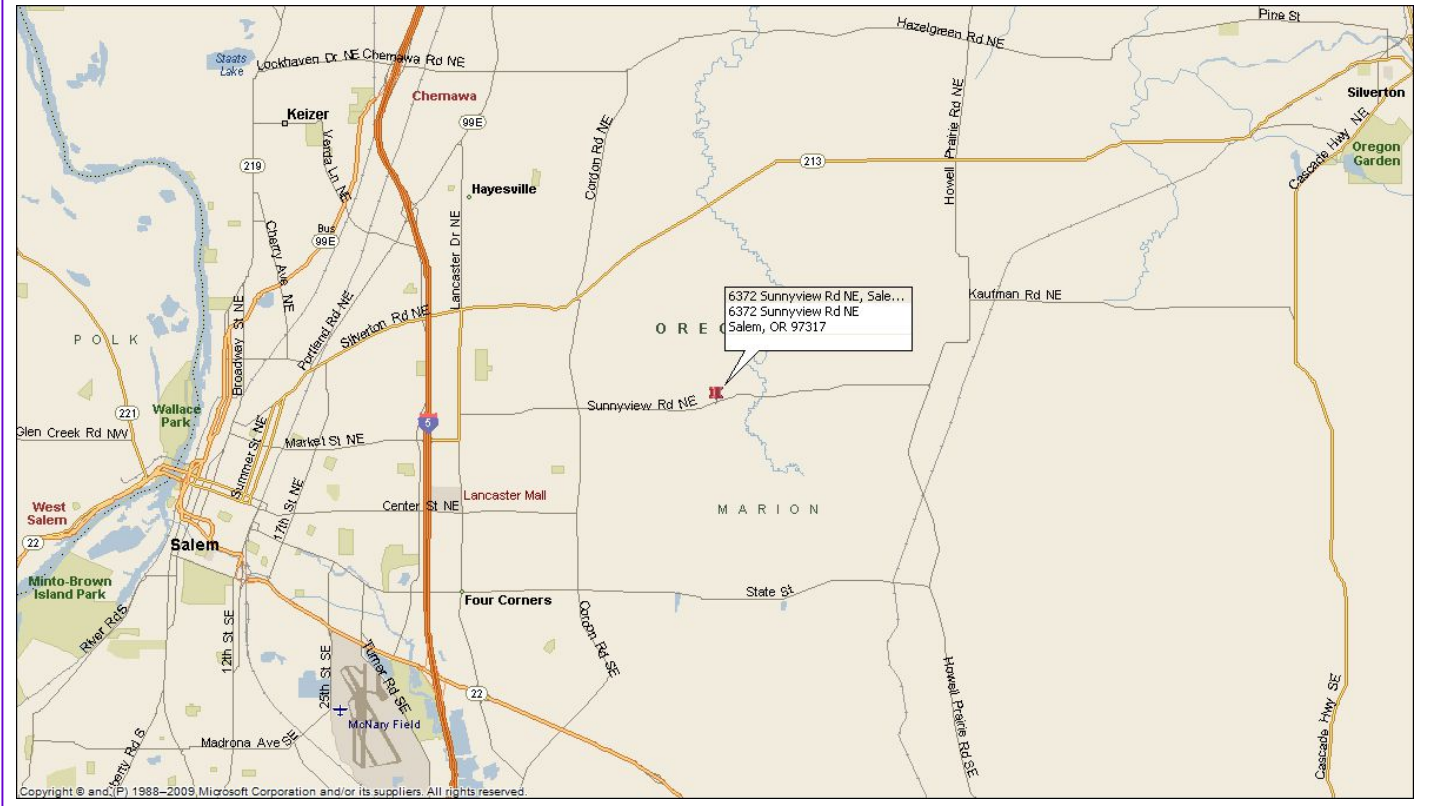 Pine St
Hazelgreen Rd NE
Staats
Lake
Lockhaven Dr NE
Chemawa Rd NE
Silverton
Chemawa
Keizer
99E
Cascade Hwy NE
Oregon
Garden
Verda Ln NE
Cordon Rd NE
Howell Prairie Rd NE
213
219
Hayesville
Lancaster Dr NE
Bus
99E
Cherry Ave NE
Portland Rd NE
Broadway St NE
Silverton Rd NE
6372 Sunnyview Rd NE, Sale...
6372 Sunnyview Rd NE
Salem, OR 97317
Kaufman Rd NE
POLK
OREG
221
Wallace
Park
Sunnyview Rd NE
5
Glen Creek Rd NW
Market St NE
Summer St NE
17th St NE
Center St NE
Lancaster Mall
MARION
West
Salem
22
Salem
Minto-Brown
Island Park
State St
Four Corners
River Rd S
12th St SE
25th St SE
Turner Rd SE
Cordon Rd SE
Howell Prairie Rd SE
22
McNary Field
Madrona Ave SE
berty Rd S
Cascade Hwy SE
Copyright © and (P) 1988–2009 Microsoft Corporation and/or its suppliers. All rights reserved.